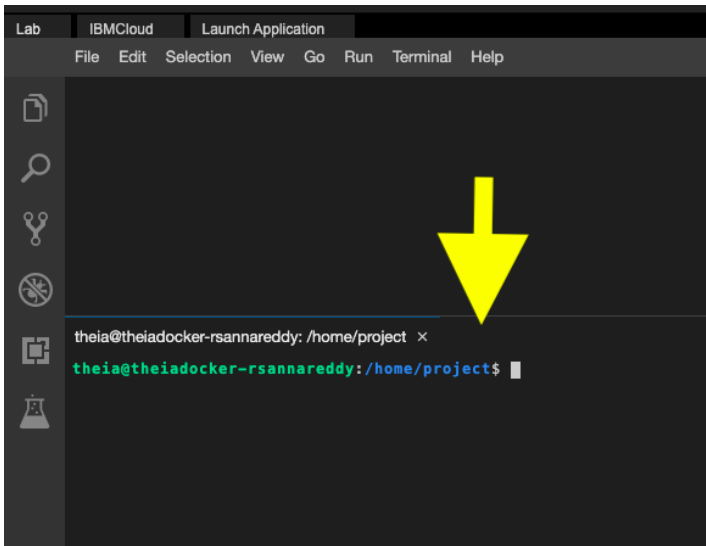 Lab IBMCloud Launch Application
File Edit Selection View Go Run Terminal Help
theia@theiadocker-rsannareddy: /home/project ×
theia@theiadocker-rsannareddy:/home/project$